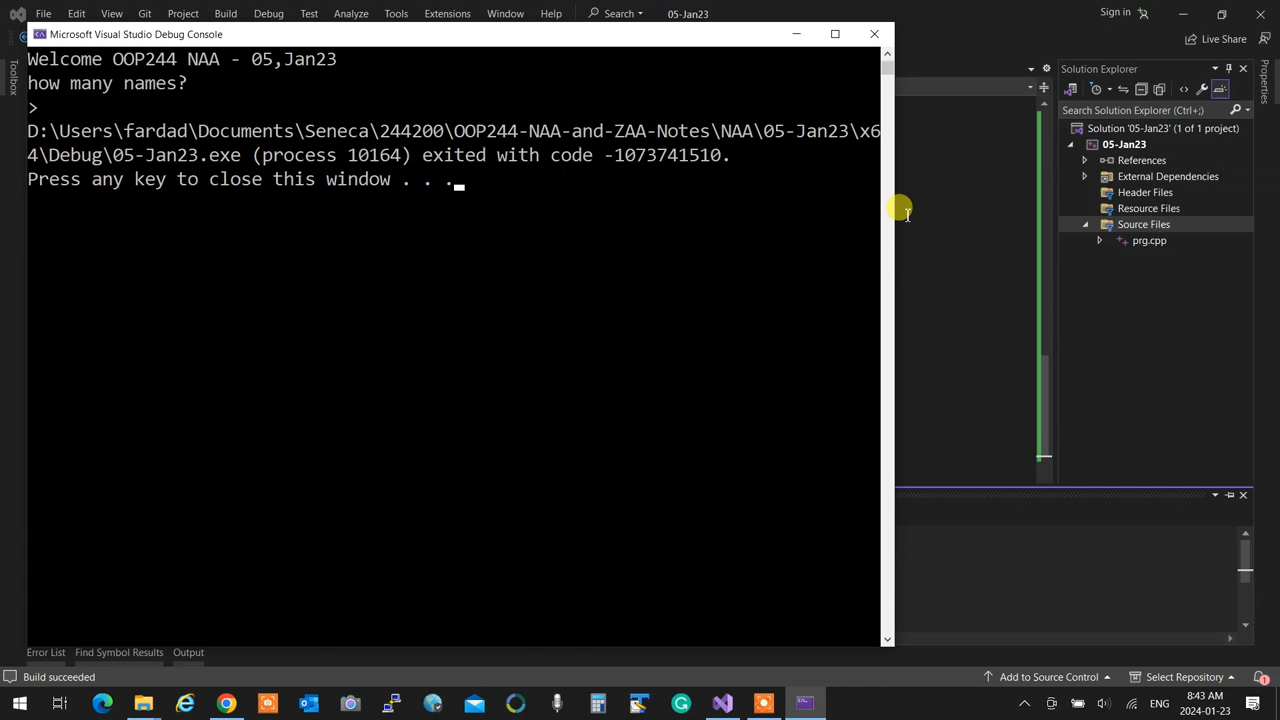 File Edit View Git Project Build Debug Test Analyze Tools Extensions Window Help Search 05-Jan23 Sign in
Microsoft Visual Studio Debug Console
Live Share
Welcome OOP244 NAA - 05,Jan23
how many names?
>
D:\Users\fardad\Documents\Seneca\244200\OOP244-NAA-and-ZAA-Notes\NAA\05-Jan23\x6
4\Debug\05-Jan23.exe (process 10164) exited with code -1073741510.
Press any key to close this window . . .
Toolbox
Solution Explorer
Search Solution Explorer (Ctrl+;)
Solution '05-Jan23' (1 of 1 project)
05-Jan23
References
External Dependencies
Header Files
Resource Files
Source Files
prg.cpp
Properties
Error List Find Symbol Results Output
Build succeeded
Add to Source Control Select Repository 1
ENG
8:43 AM
2024-01-23